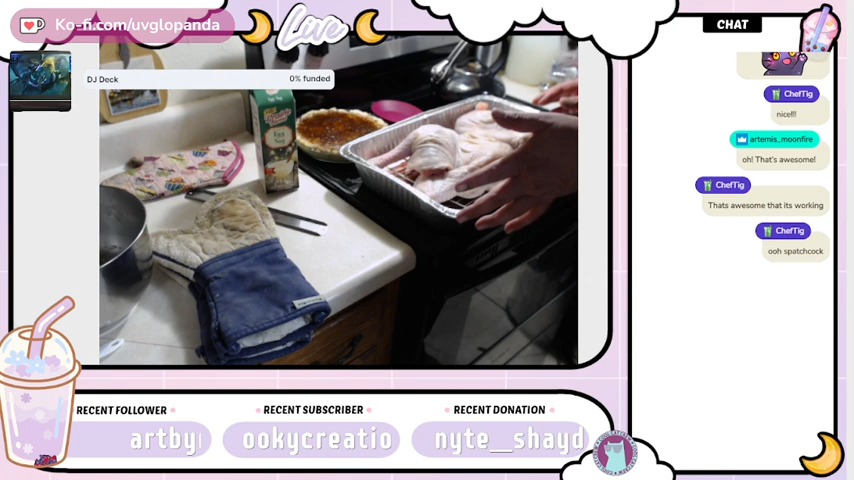 Ko-fi.com/uvglopanda
Live
CHAT
DJ Deck
0% funded
ChefTig
nice!!!
artemis_moonfire
oh! That's awesome!
ChefTig
Thats awesome that its working
ChefTig
ooh spatchcock
RECENT FOLLOWER
RECENT SUBSCRIBER
RECENT DONATION
artby
ookycreatio
nyte__shayd